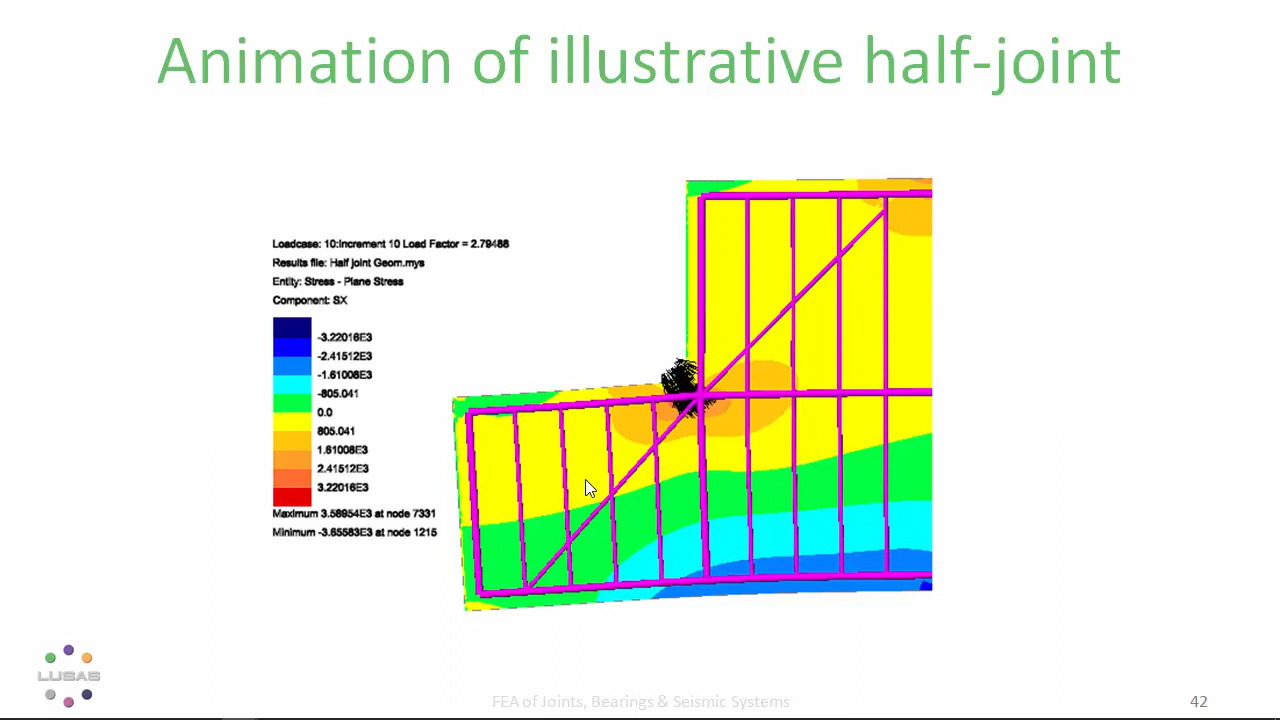 Animation of illustrative half-joint
Loadcase: 10:Increment 10 Load Factor = 2.79488
Results file: Half joint Geom.mys
Entity: Stress - Plane Stress
Component: SX
-3.22016E3
-2.41512E3
-1.61008E3
-805.041
0.0
805.041
1.61008E3
2.41512E3
3.22016E3
Maximum 3.58954E3 at node 7331
Minimum -3.65583E3 at node 1215
LUSAS
FEA of Joints, Bearings & Seismic Systems
42